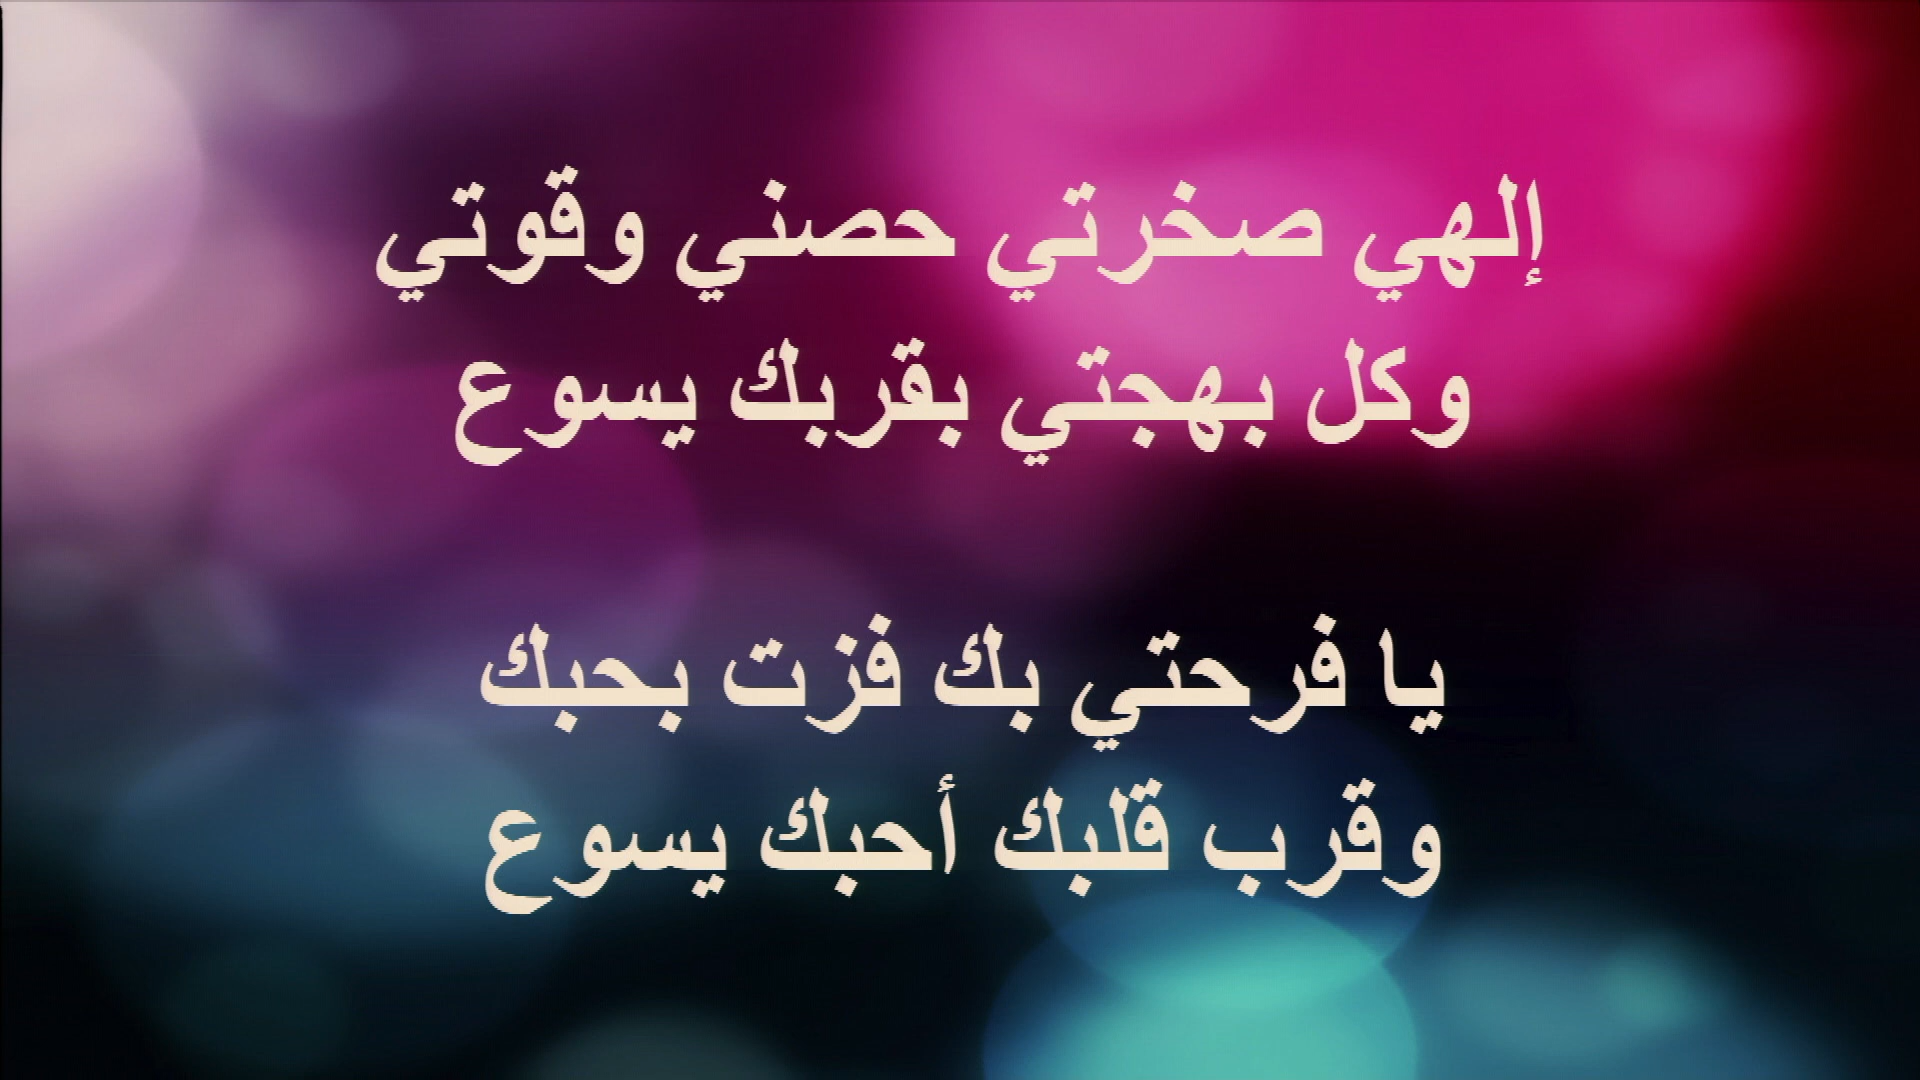 إلهي صخرتي حصني وقوتي
وكل بهجتي بقربك يسوع
يا فرحتي بك فزت بحبك
وقرب قلبك أحبك يسوع